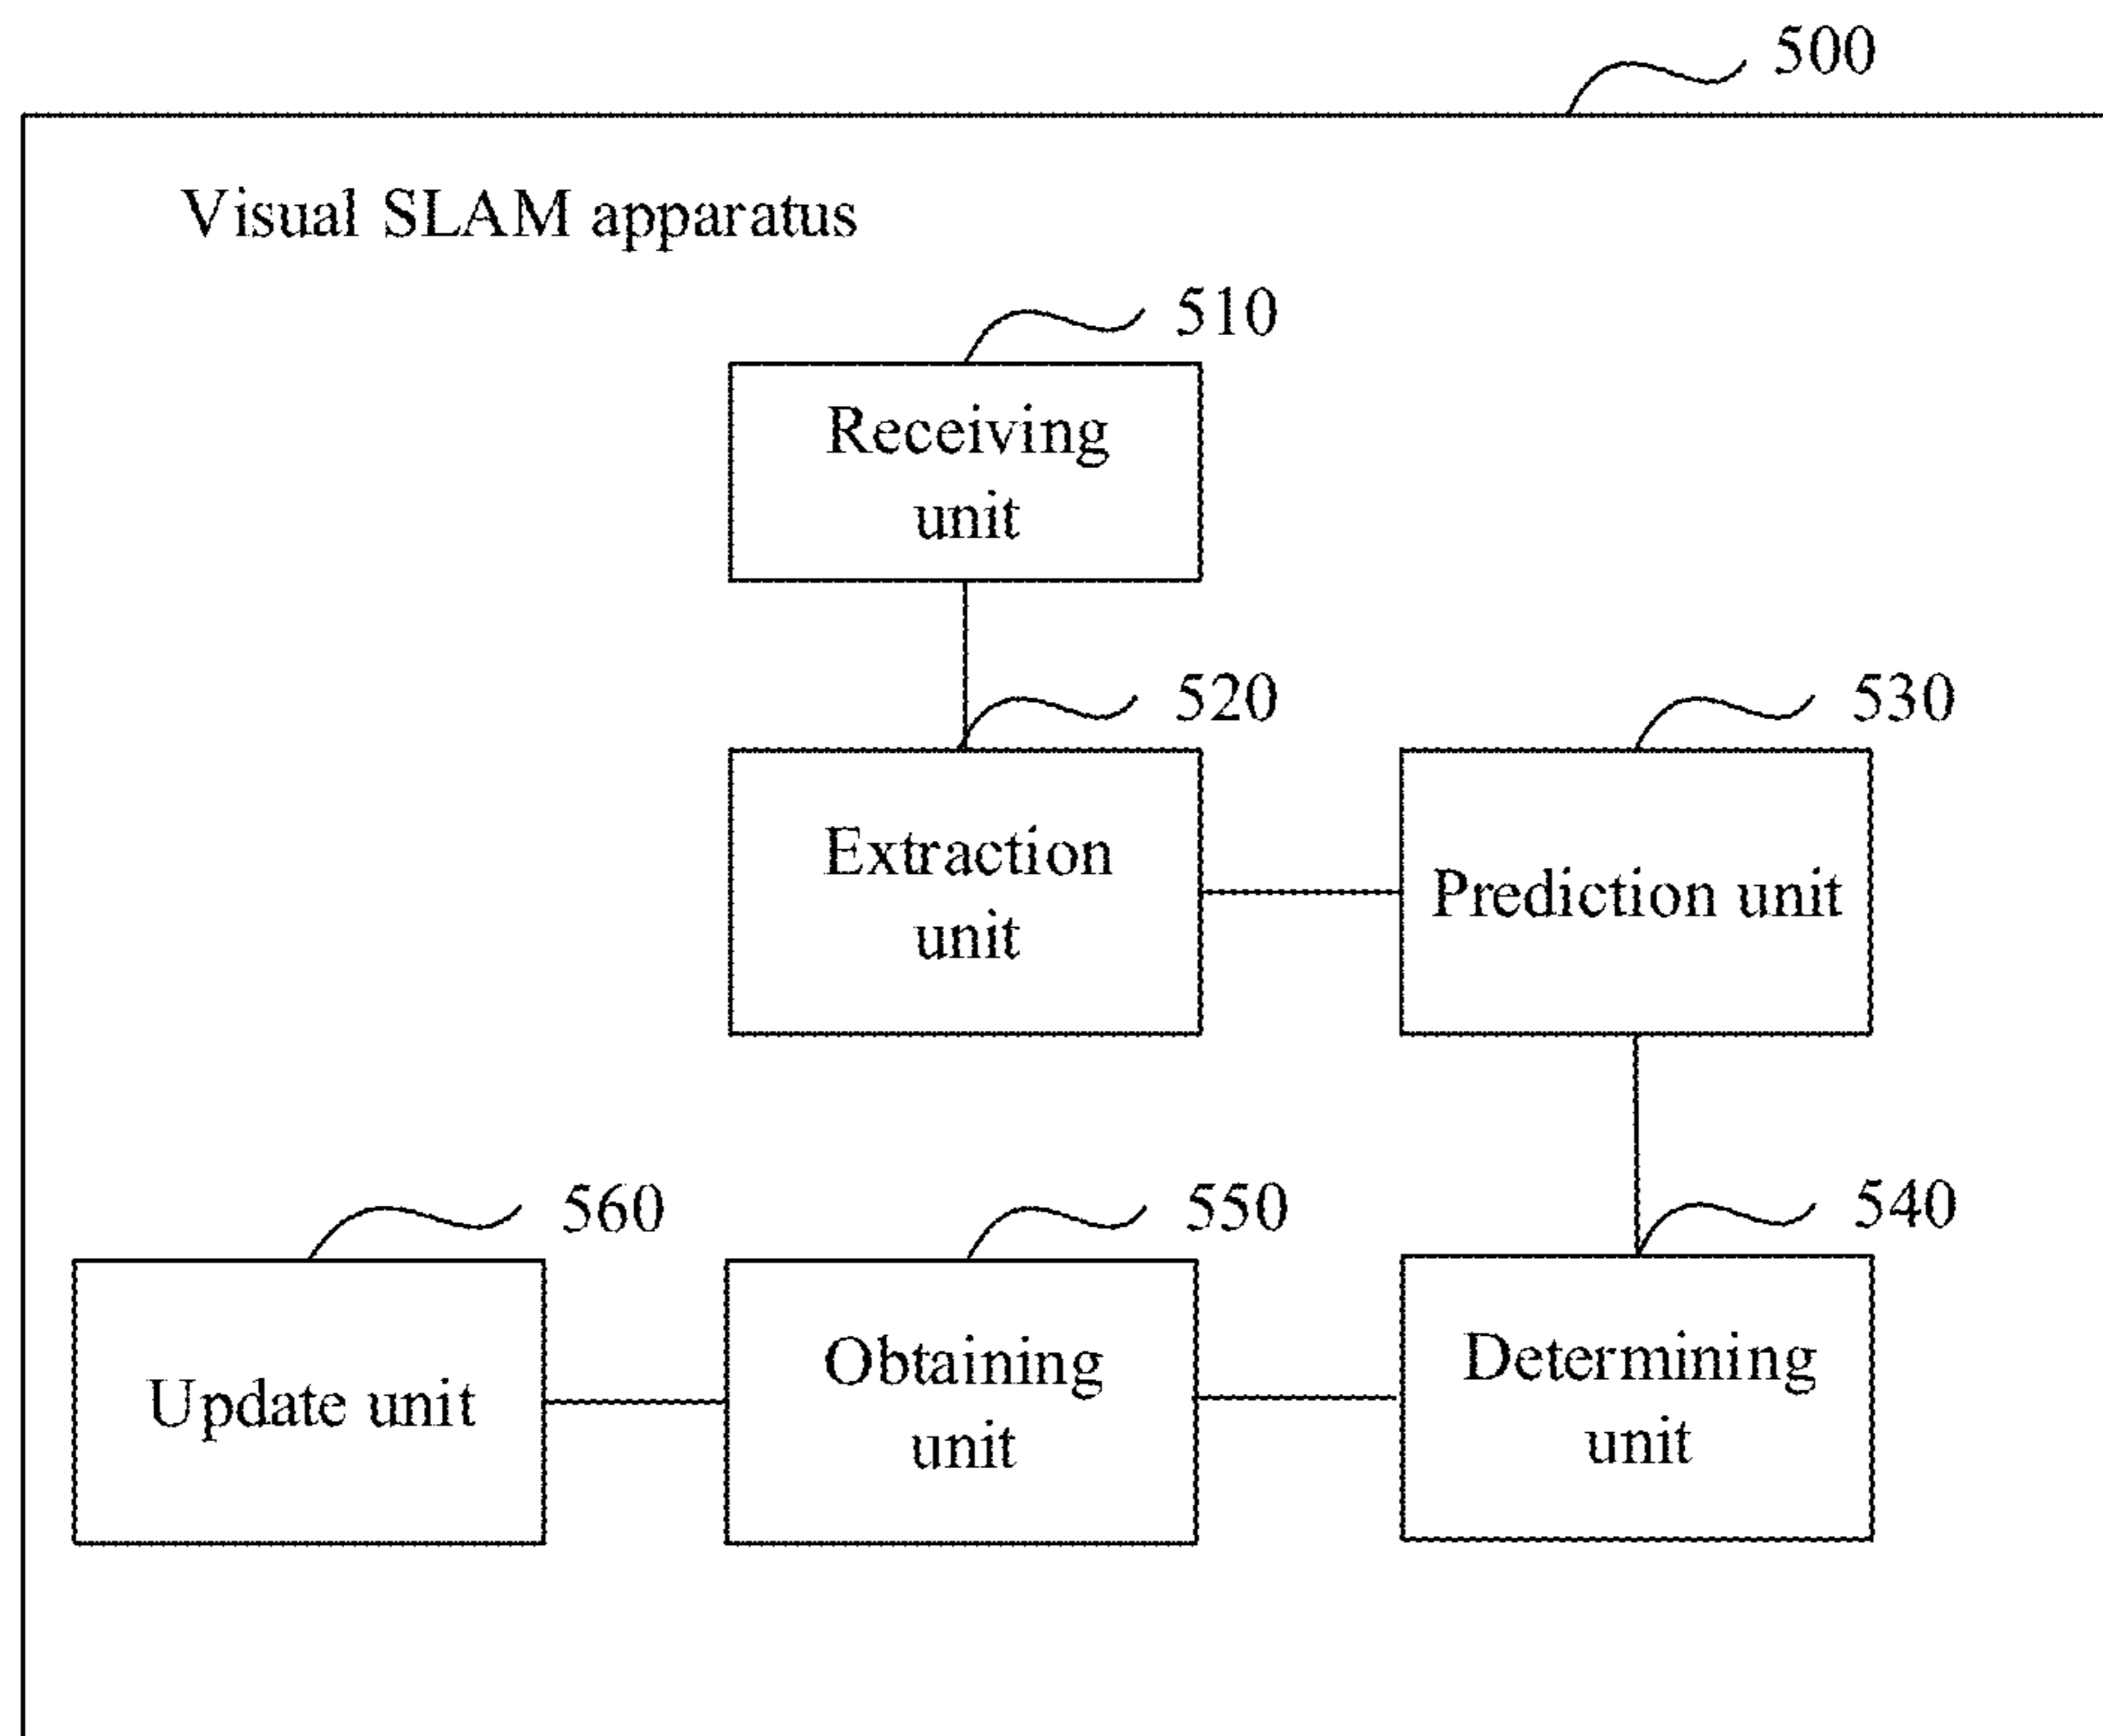 500
Visual SLAM apparatus
510
Receiving
unit
520
530
Extraction
unit
Prediction unit
560
550
540
Update unit
Obtaining
unit
Determining
unit